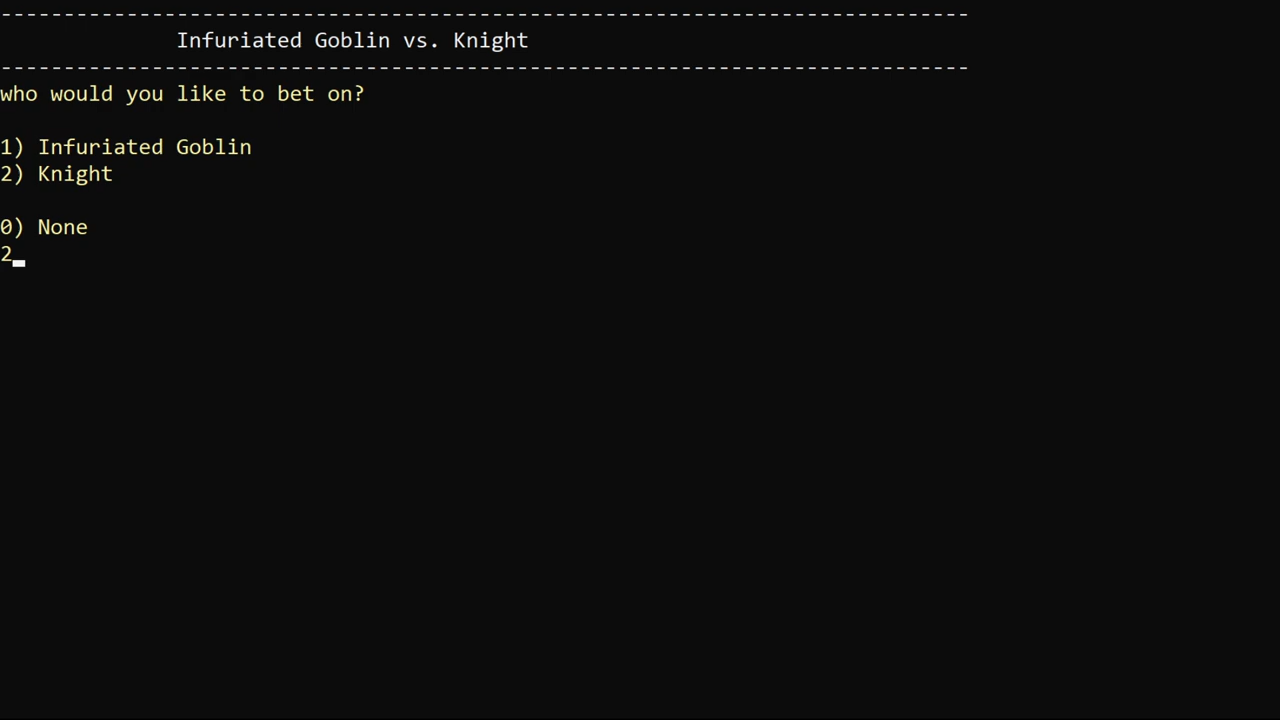 -----------------------------------------------------------------------------
Infuriated Goblin vs. Knight
-----------------------------------------------------------------------------
who would you like to bet on?
1) Infuriated Goblin
2) Knight
0) None
2